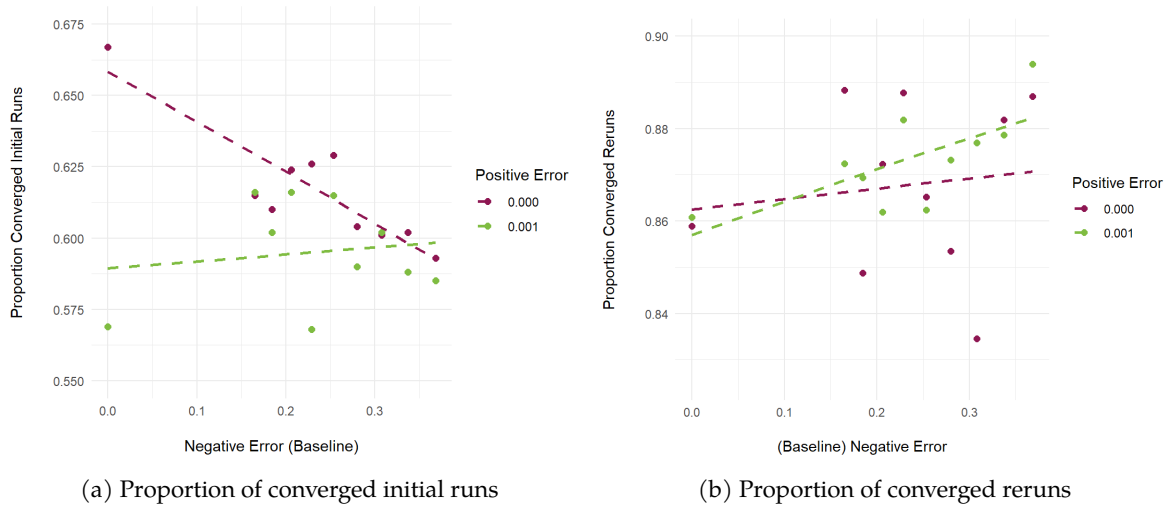 Proportion Converged Initial Runs
0.675
0.650
0.625
0.600
0.575
0.550
0.0 0.1 0.2 0.3
Negative Error (Baseline)
Positive Error
0.000
0.001
(a) Proportion of converged initial runs
Proportion Converged Reruns
0.90
0.88
0.86
0.84
0.0 0.1 0.2 0.3
(Baseline) Negative Error
Positive Error
0.000
0.001
(b) Proportion of converged reruns